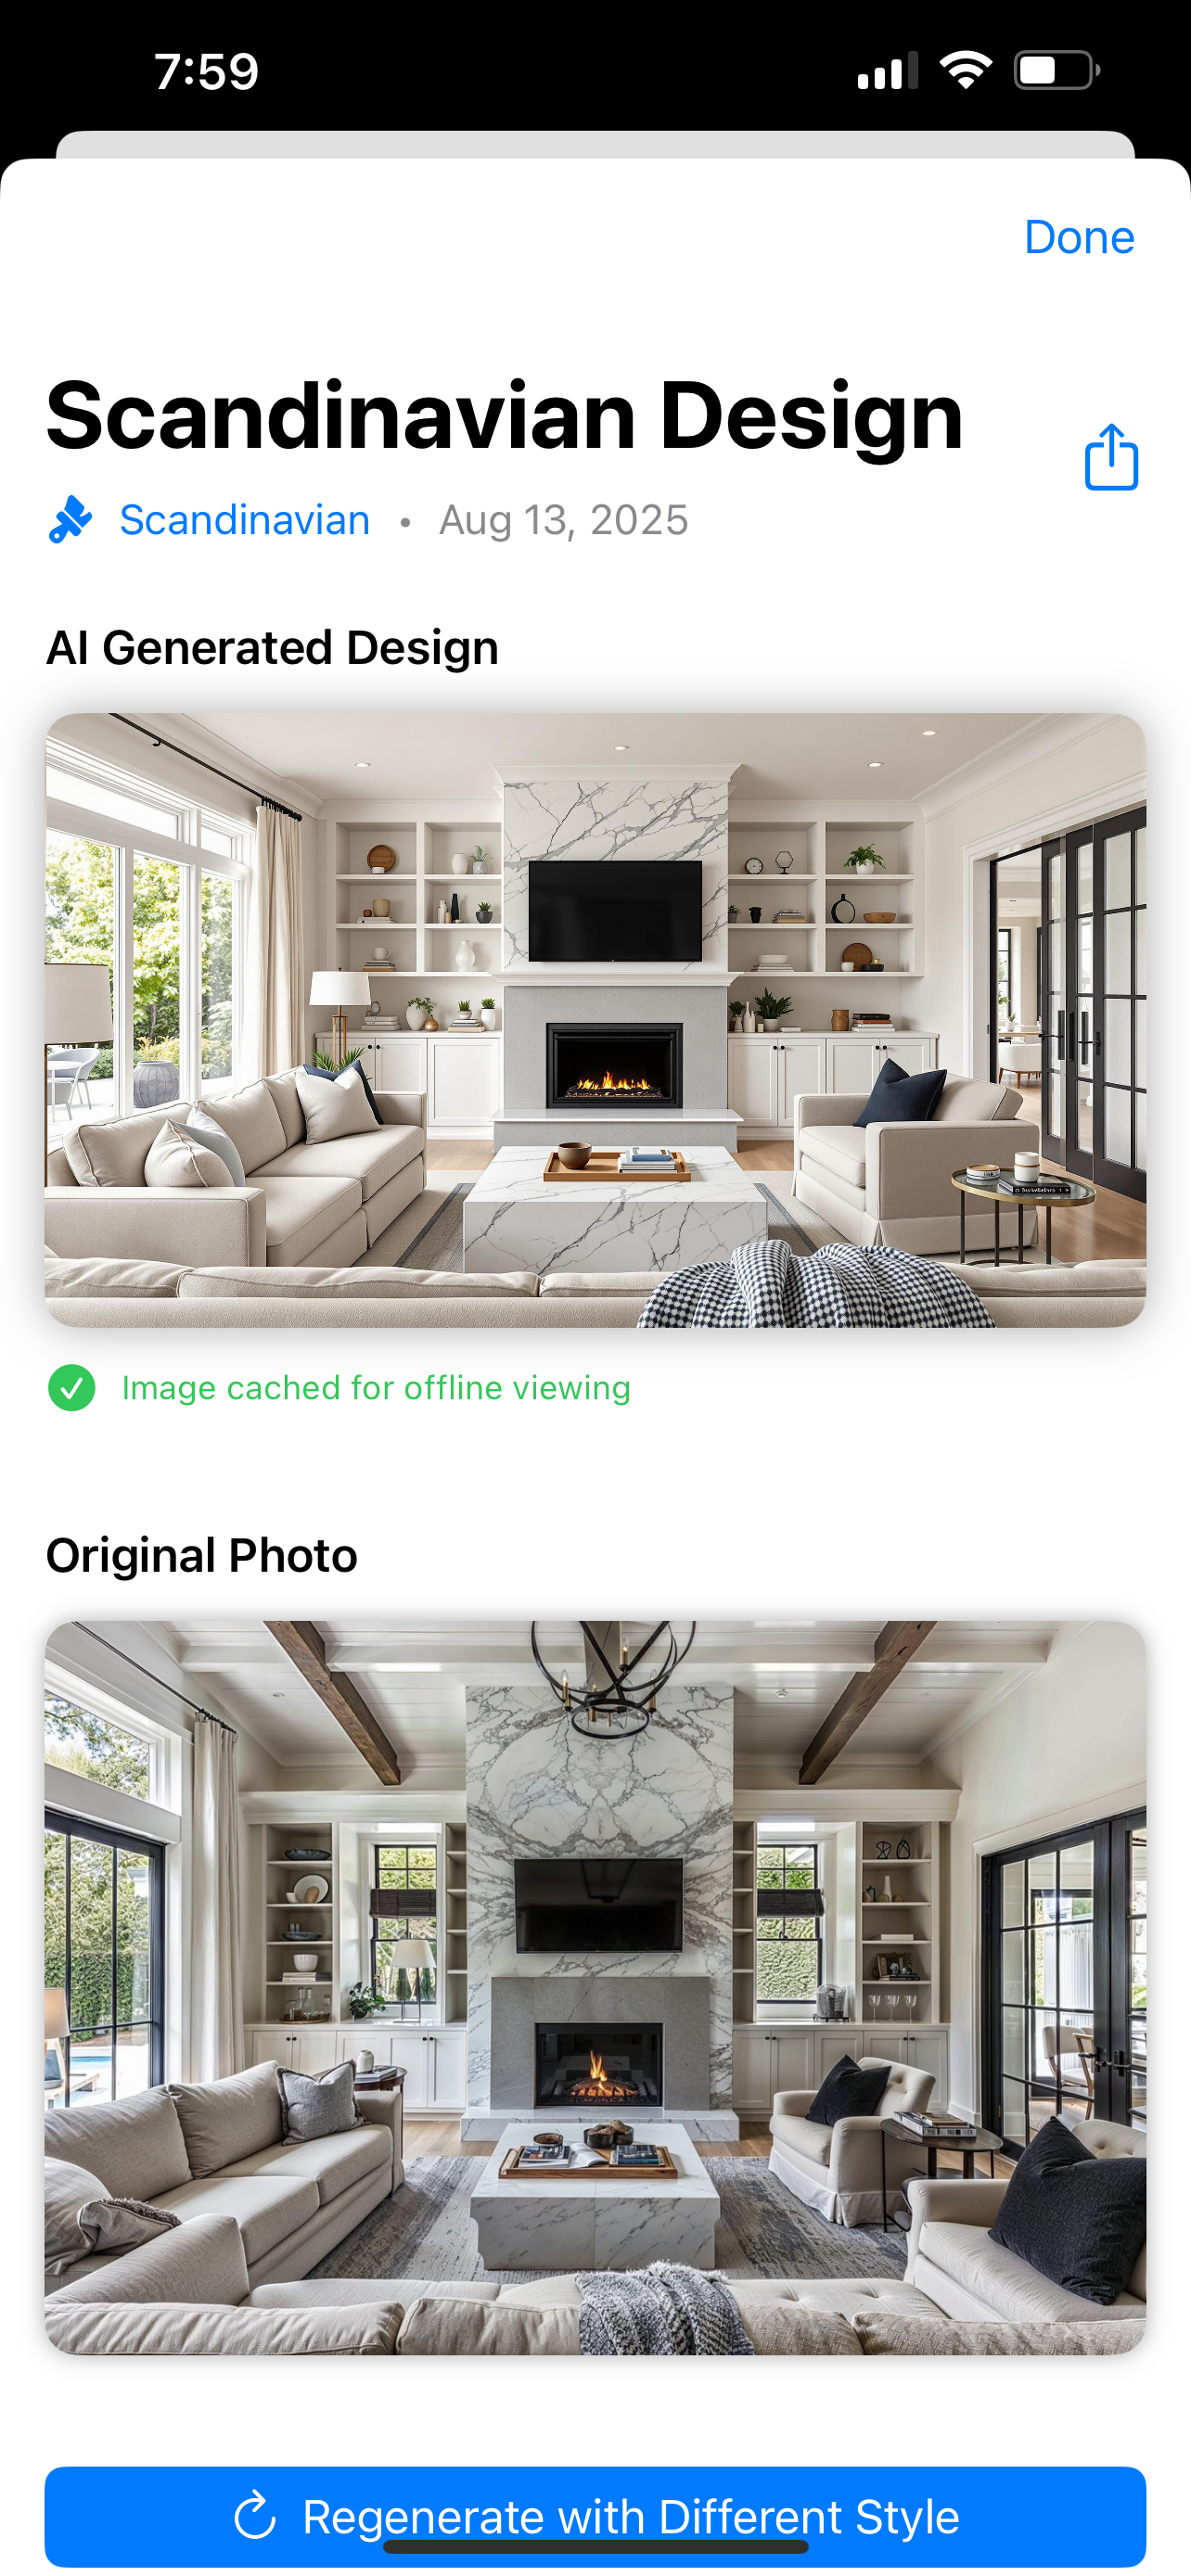 7:59
Done
Scandinavian Design
Scandinavian • Aug 13, 2025
AI Generated Design
Image cached for offline viewing
Original Photo
Regenerate with Different Style